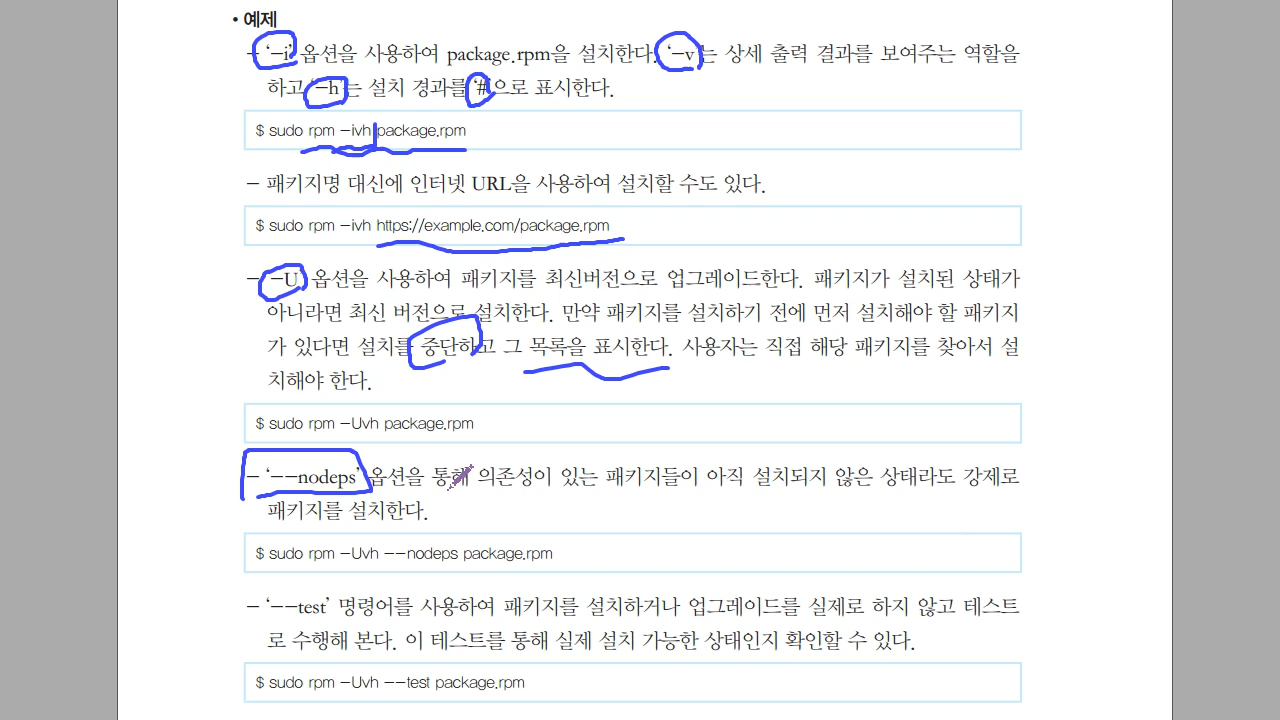 • 예제
– ‘–i’ 옵션을 사용하여 package.rpm을 설치한다. ‘–v’는 상세 출력 결과를 보여주는 역할을
하고 ‘–h’는 설치 경과를 ‘#’으로 표시한다.
$ sudo rpm –ivh package.rpm
– 패키지명 대신에 인터넷 URL을 사용하여 설치할 수도 있다.
$ sudo rpm –ivh https://example.com/package.rpm
– ‘–U’ 옵션을 사용하여 패키지를 최신버전으로 업그레이드한다. 패키지가 설치된 상태가
아니라면 최신 버전으로 설치한다. 만약 패키지를 설치하기 전에 먼저 설치해야 할 패키지
가 있다면 설치를 중단하고 그 목록을 표시한다. 사용자는 직접 해당 패키지를 찾아서 설
치해야 한다.
$ sudo rpm –Uvh package.rpm
– ‘––nodeps’ 옵션을 통해 의존성이 있는 패키지들이 아직 설치되지 않은 상태라도 강제로
패키지를 설치한다.
$ sudo rpm –Uvh ––nodeps package.rpm
– ‘––test’ 명령어를 사용하여 패키지를 설치하거나 업그레이드를 실제로 하지 않고 테스트
로 수행해 본다. 이 테스트를 통해 실제 설치 가능한 상태인지 확인할 수 있다.
$ sudo rpm –Uvh ––test package.rpm